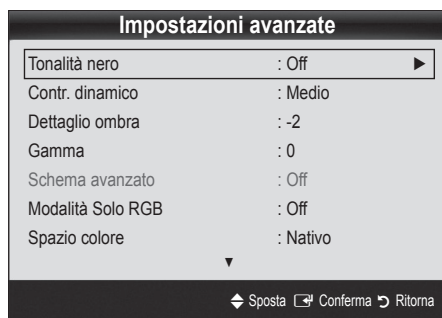 Impostazioni avanzate
Tonalità nero : Off ▶
Contr. dinamico : Medio
Dettaglio ombra : -2
Gamma : 0
Schema avanzato : Off
Modalità Solo RGB : Off
Spazio colore : Nativo
▼
Sposta Conferma Ritorna